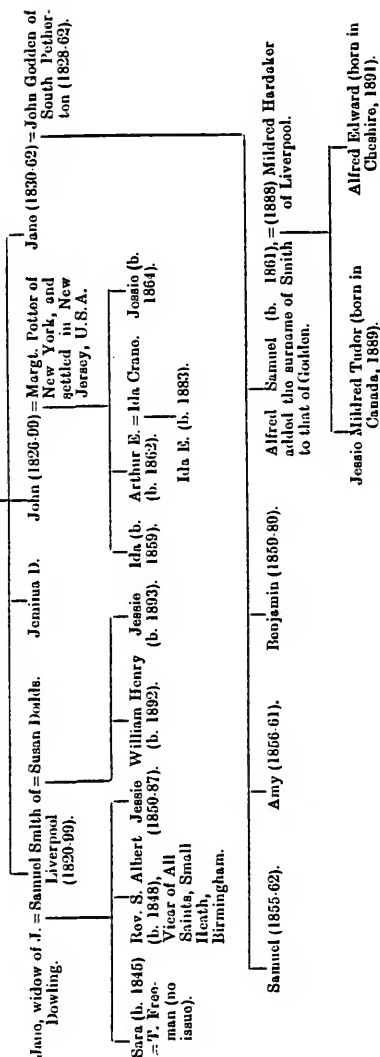 Jane, widow of J. = Samuel Smith of = Susan Dodds.
Dowling.
Liverpool
(1820-99).
Jemima D.
John (1826-99) = Margt. Potter of
New York, and
settled in New
Jersey, U.S.A.
Jane (1830-62) = John Godden of
South Pether-
ton (1828-62).
Sara (b. 1845)
= T. Free-
man (no
issue).
Rev. S. Albert
(b. 1848),
Vicar of All
Saints, Small
Heath,
Birmingham.
Jessie
(1850-87).
William Henry
(b. 1892).
Jessie
(b. 1893).
Ida (b.
1859).
Arthur E. = Ida Crane.
(b. 1862).
Jessie (b.
1864).
Ida E. (b. 1883).
Samuel (1855-62).
Amy (1856-61).
Benjamin (1859-80).
Alfred Samuel (b. 1861), = (1888) Mildred Hardaker
added the surname of Smith
to that of Godden.
of Liverpool.
Jessie Mildred Tudor (born in
Canada, 1889).
Alfred Edward (born in
Cheshire, 1891).